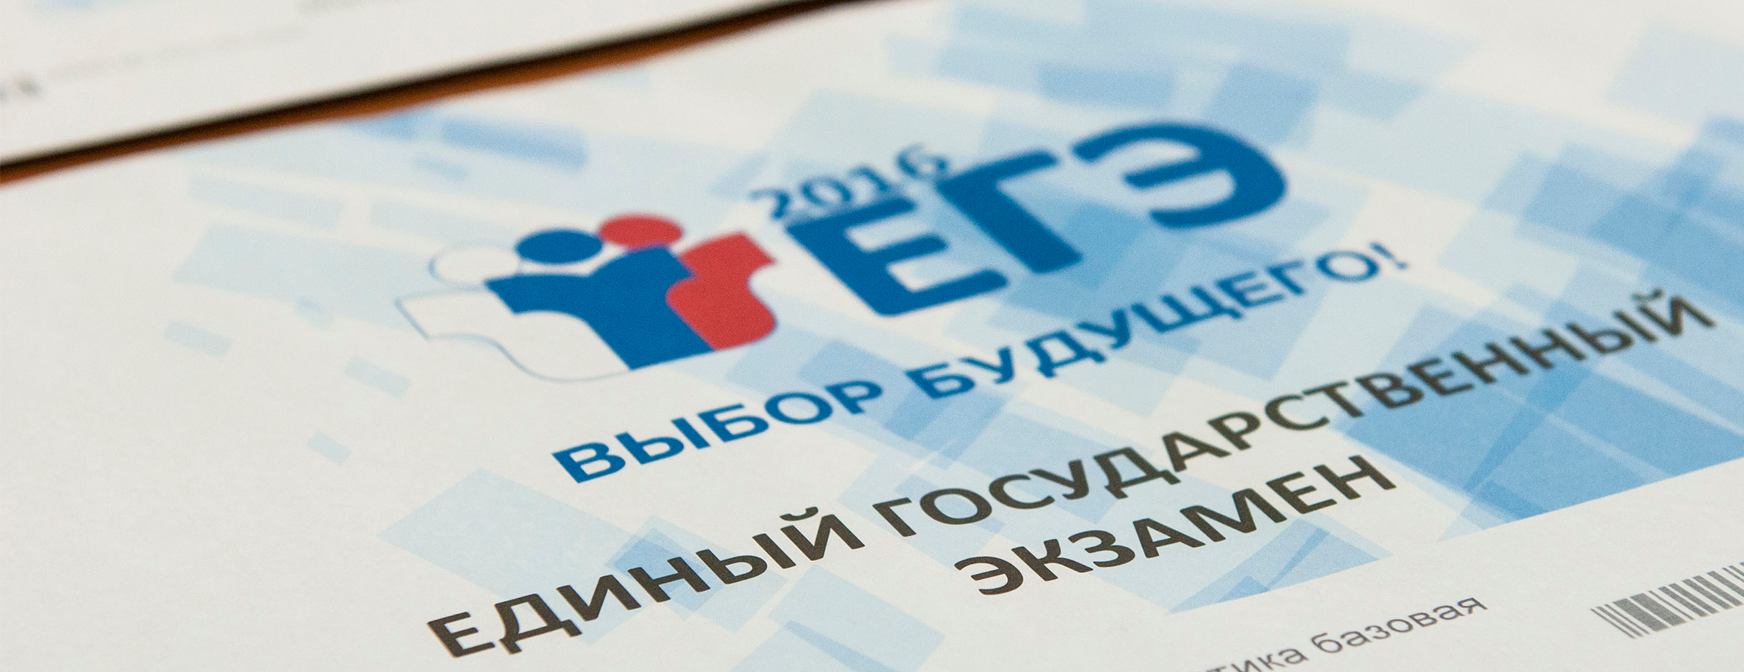 2016
ЕГЭ
ВЫБОР БУДУЩЕГО!
ЕДИНЫЙ ГОСУДАРСТВЕННЫЙ
ЭКЗАМЕН
базовая